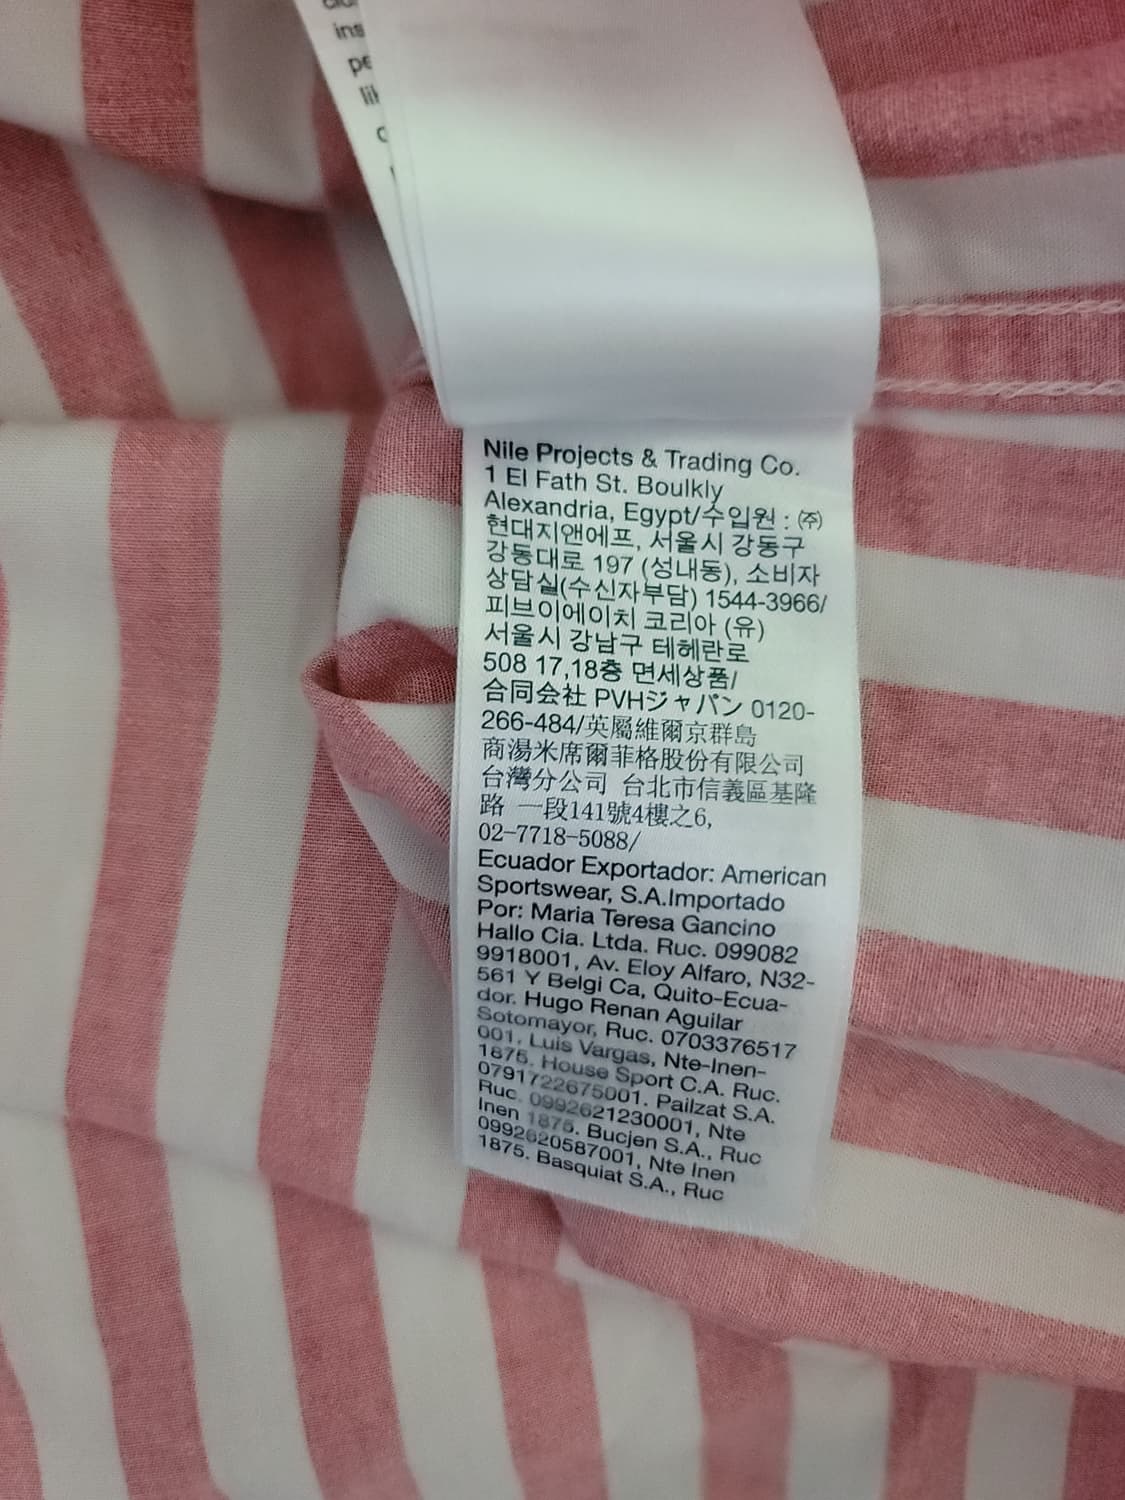 ins
Nile Projects & Trading Co.
1 El Fath St. Boulkly
Alexandria, Egypt/수입원 : ㈜
현대지앤에프, 서울시 강동구
강동대로 197 (성내동), 소비자
상담실(수신자부담) 1544-3966/
피브이에이치 코리아 (유)
서울시 강남구 테헤란로
508 17,18층 면세상품/
合同会社 PVHジャパン 0120-
266-484/英屬維爾京群島
商湯米席爾菲格股份有限公司
台灣分公司 台北市信義區基隆
路 一段141號4樓之6,
02-7718-5088/
Ecuador Exportador: American
Sportswear, S.A.Importado
Por: Maria Teresa Gancino
Hallo Cia. Ltda. Ruc. 099082
9918001, Av. Eloy Alfaro, N32-
561 Y Belgi Ca, Quito-Ecua-
dor. Hugo Renan Aguilar
Sotomayor, Ruc. 0703376517
001, Luis Vargas, Nte-Inen-
1875. House Sport C.A. Ruc.
0791722675001. Pailzat S.A.
Ruc. 0992621230001, Nte
Inen 1875. Bucjen S.A., Ruc
0992620587001, Nte Inen
1875. Basquiat S.A., Ruc